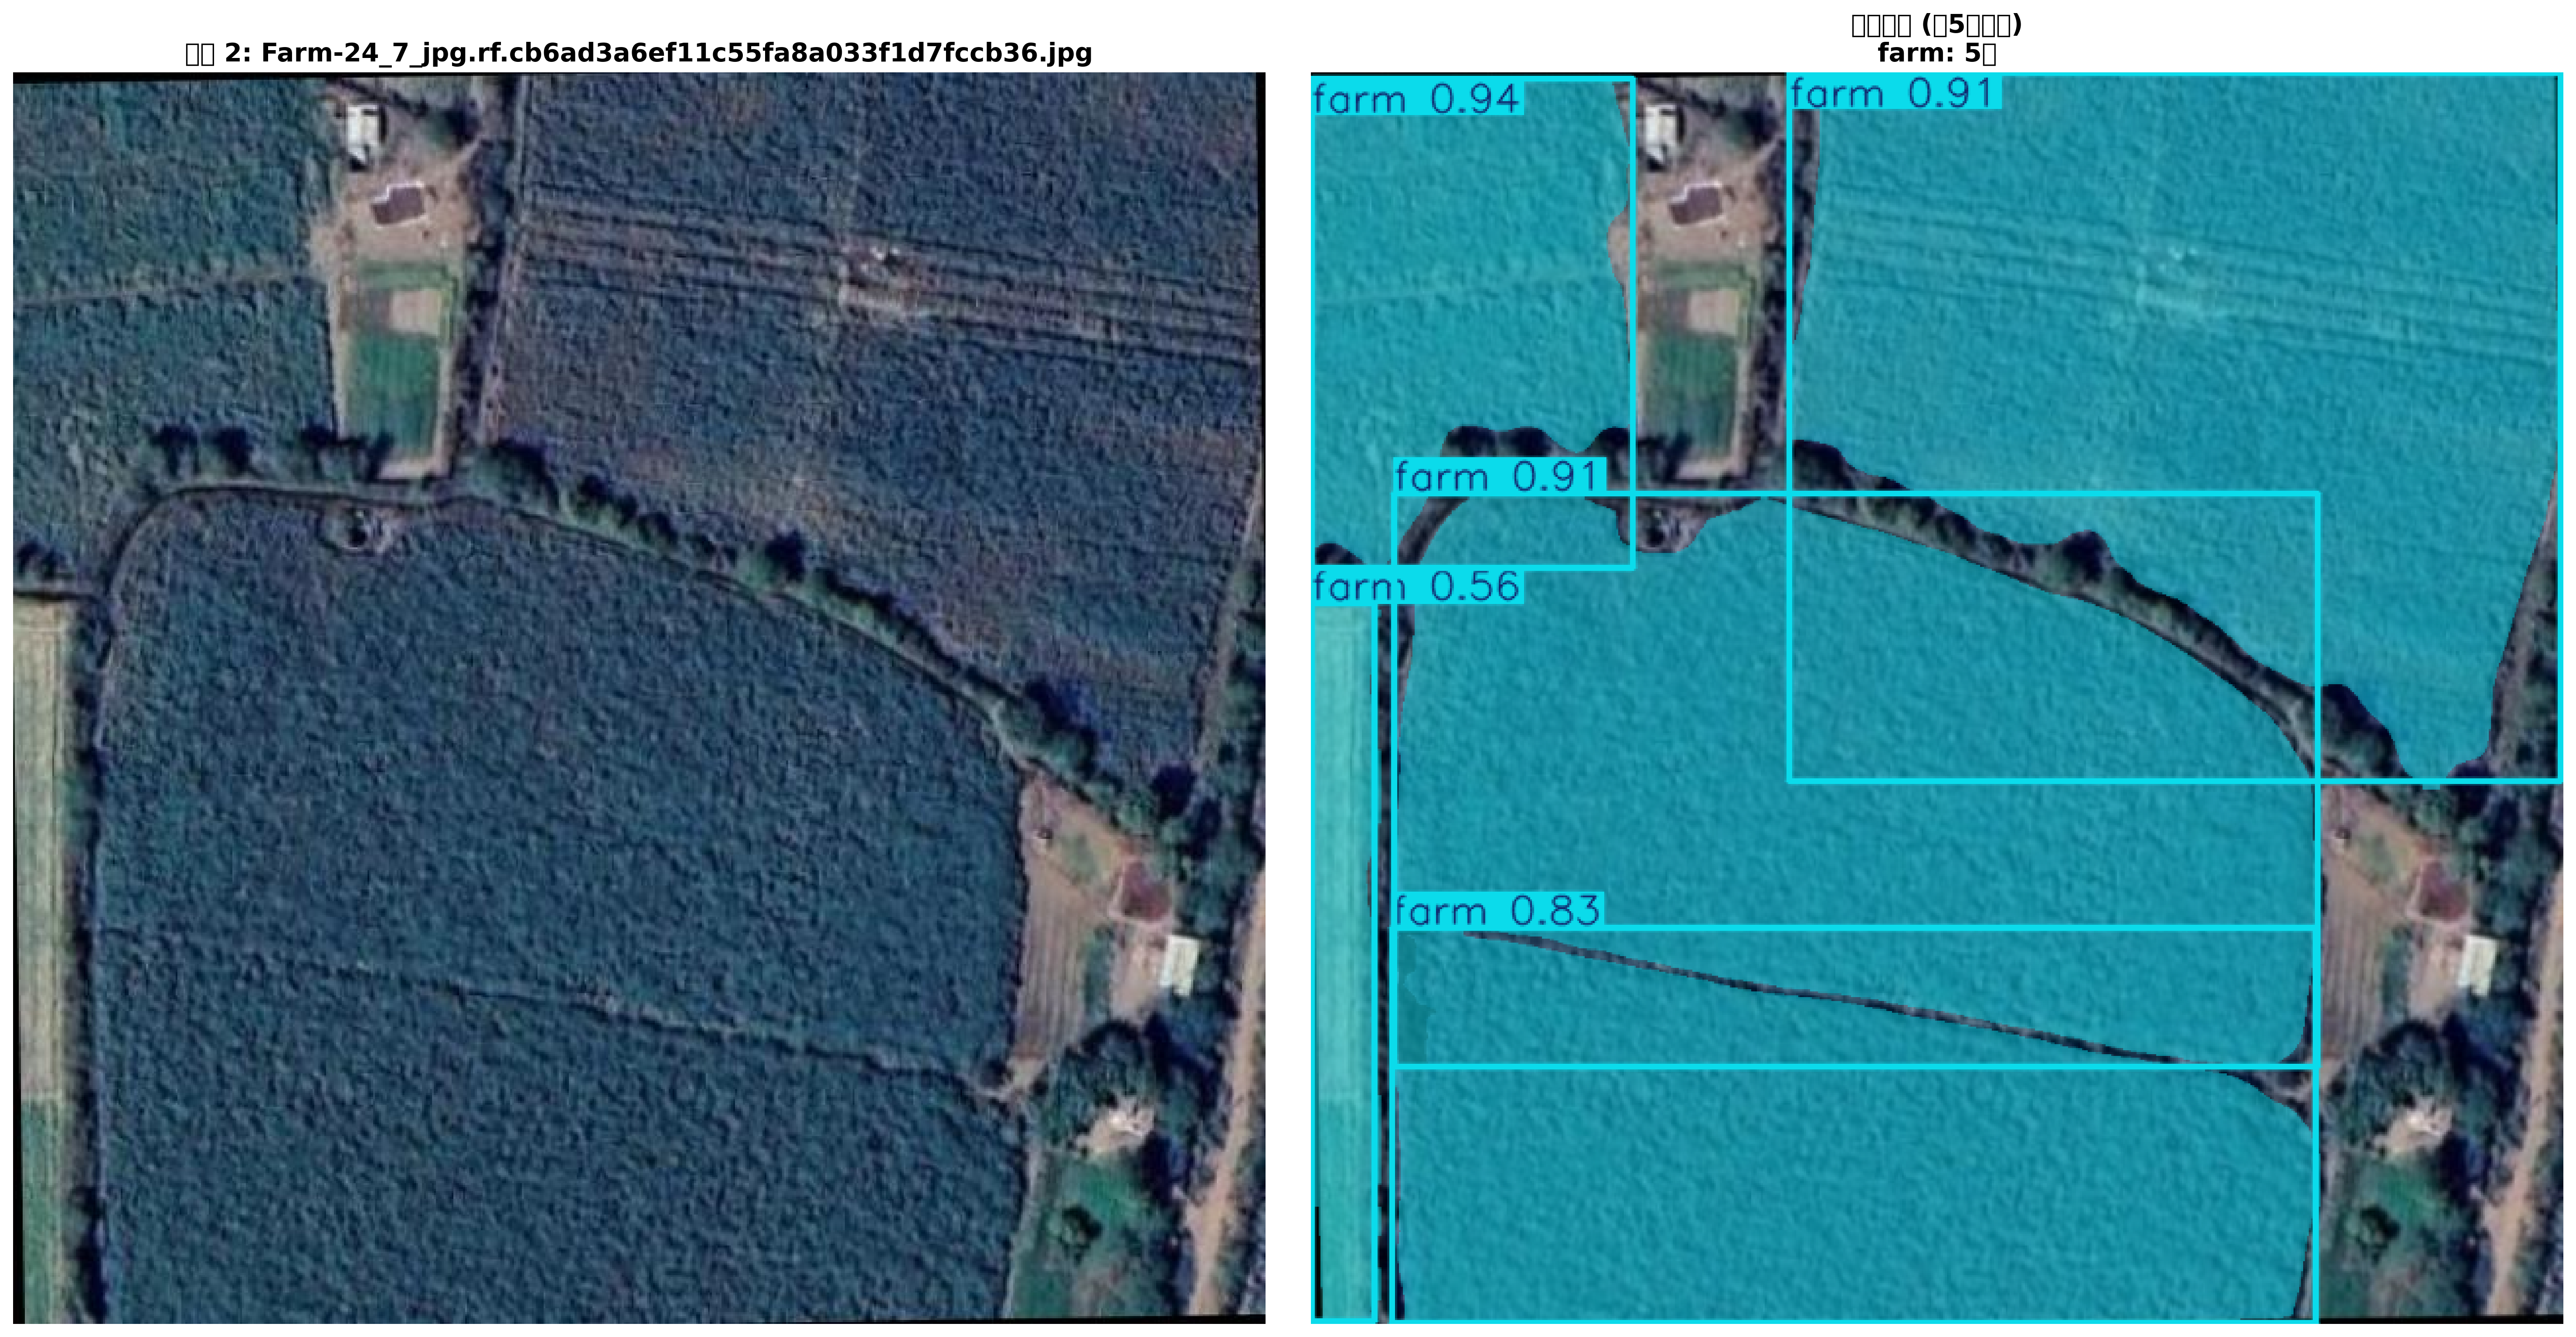 2: Farm-24_7_jpg.rf.cb6ad3a6ef11c55fa8a033f1d7fccb36.jpg
(5)
farm: 5
farm 0.94
farm 0.91
farm 0.91
farm 0.56
farm 0.83